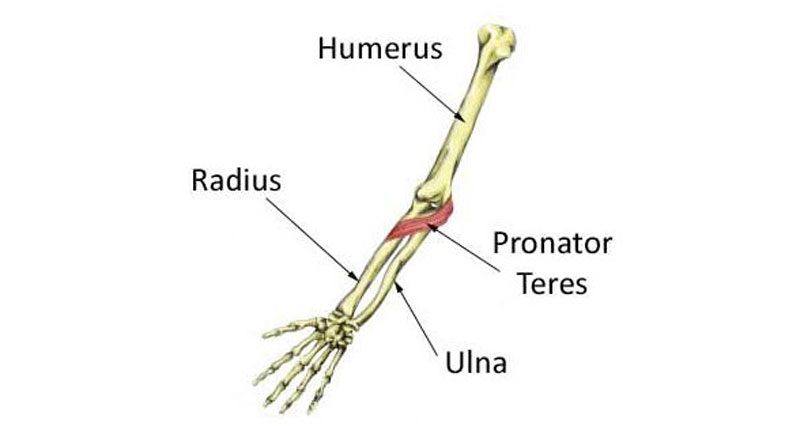 Humerus
Radius
Pronator
Teres
Ulna